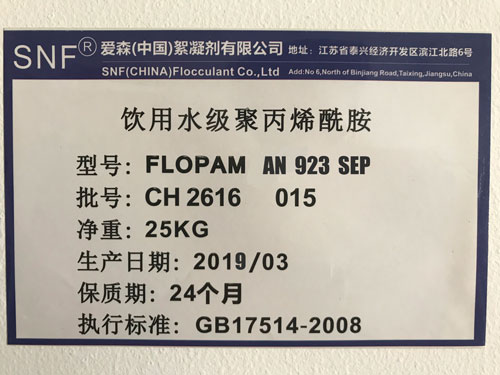 SNF® 爱森(中国)絮凝剂有限公司 地址：江苏省泰兴经济开发区滨江北路6号
SNF(CHINA)Flocculant Co.,Ltd Add:No 6,North of Binjiang Road,Taixing,Jiangsu,China
饮用水级聚丙烯酰胺
型号：FLOPAM AN 923 SEP
批号：CH 2616 015
净重：25KG
生产日期：2019/03
保质期：24个月
执行标准：GB17514-2008